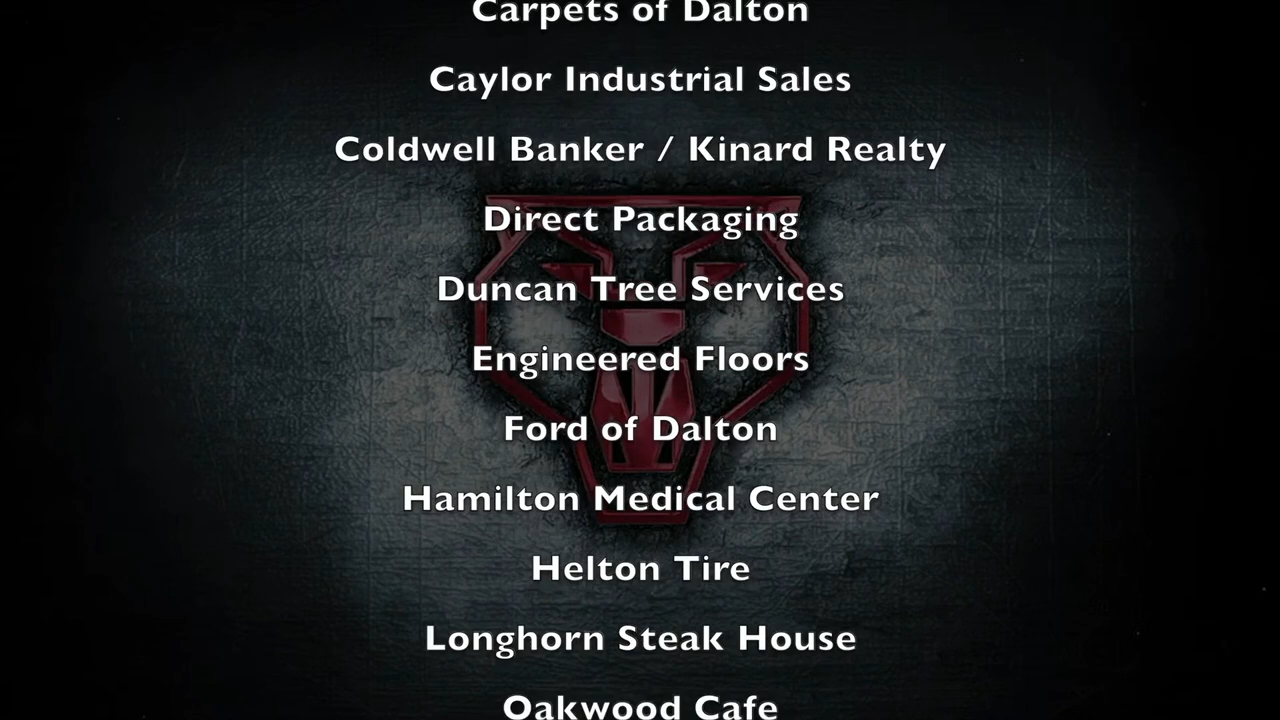 Carpets of Dalton
Caylor Industrial Sales
Coldwell Banker / Kinard Realty
Direct Packaging
Duncan Tree Services
Engineered Floors
Ford of Dalton
Hamilton Medical Center
Helton Tire
Longhorn Steak House
Oakwood Cafe